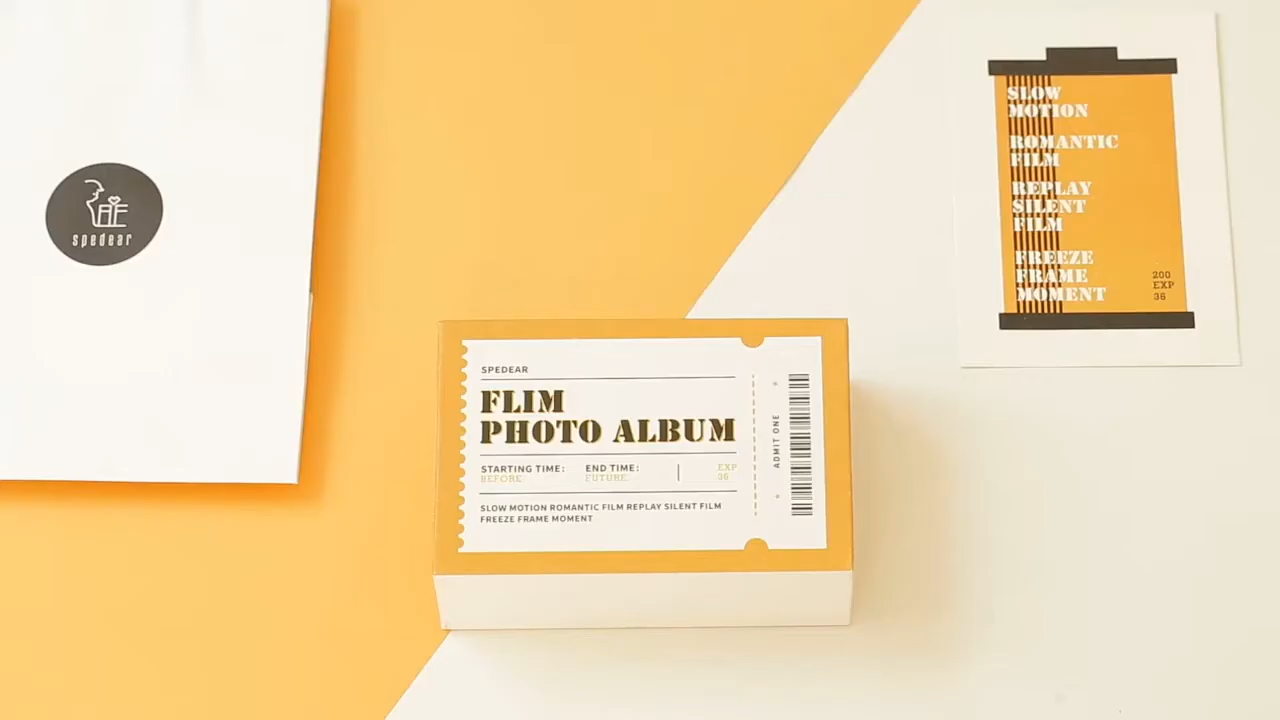 spedear
SPEDEAR
FLIM
PHOTO ALBUM
STARTING TIME:
BEFORE
END TIME:
FUTURE
EXP
36
SLOW MOTION ROMANTIC FILM REPLAY SILENT FILM
FREEZE FRAME MOMENT
ADMIT ONE
SLOW
MOTION
ROMANTIC
FILM
REPLAY
SILENT
FILM
FREEZE
FRAME
MOMENT
200
EXP
36